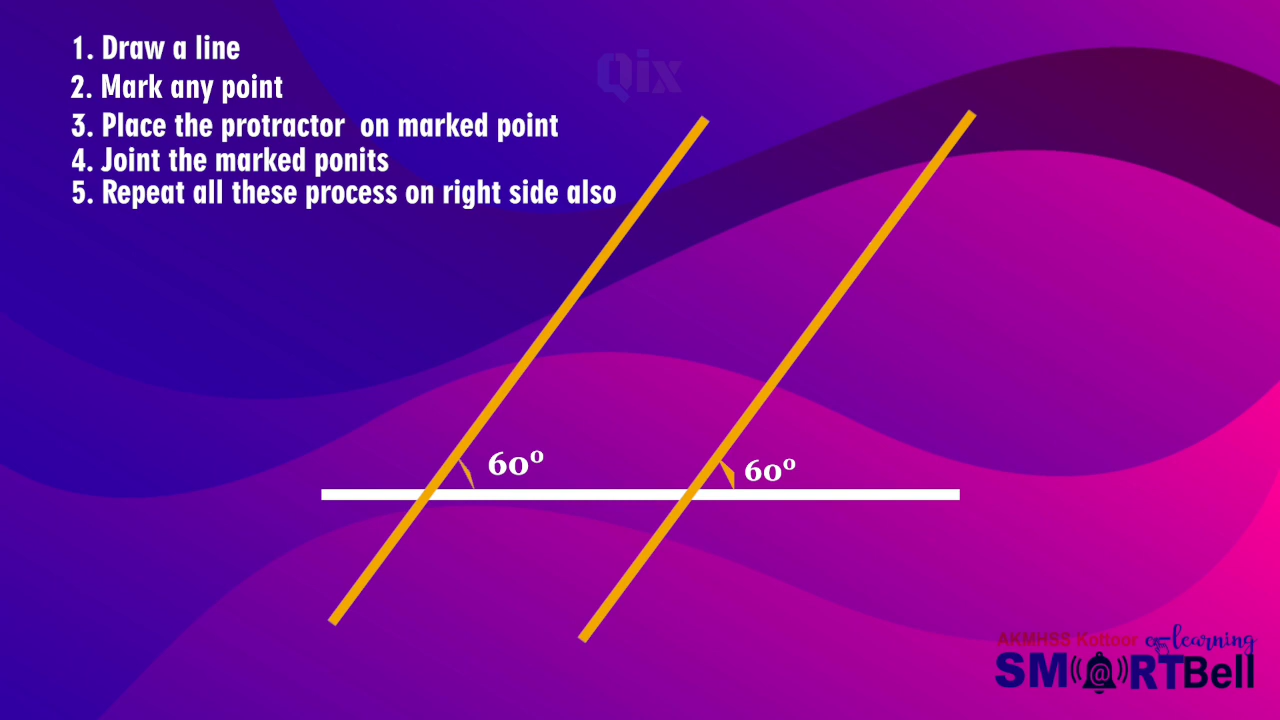 1. Draw a line
Qix
2. Mark any point
3. Place the protractor on marked point
4. Joint the marked ponits
5. Repeat all these process on right side also
60º
60º
AKMHSS Kottoor e-learning
SM@RTBell